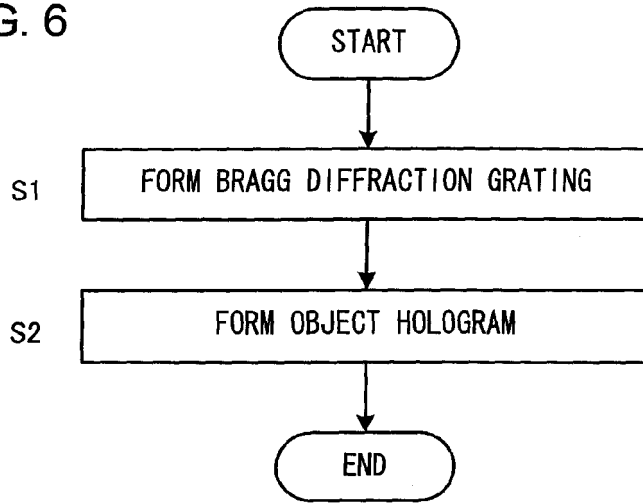 G. 6
START
S1 FORM BRAGG DIFFRACTION GRATING
S2 FORM OBJECT HOLOGRAM
END